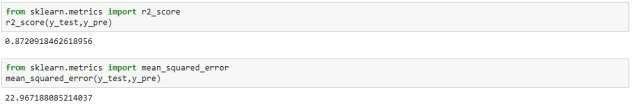 from sklearn.metrics import r2_score
r2_score(y_test,y_pre)
0.8720918462618956
from sklearn.metrics import mean_squared_error
mean_squared_error(y_test,y_pre)
22.967188085214037